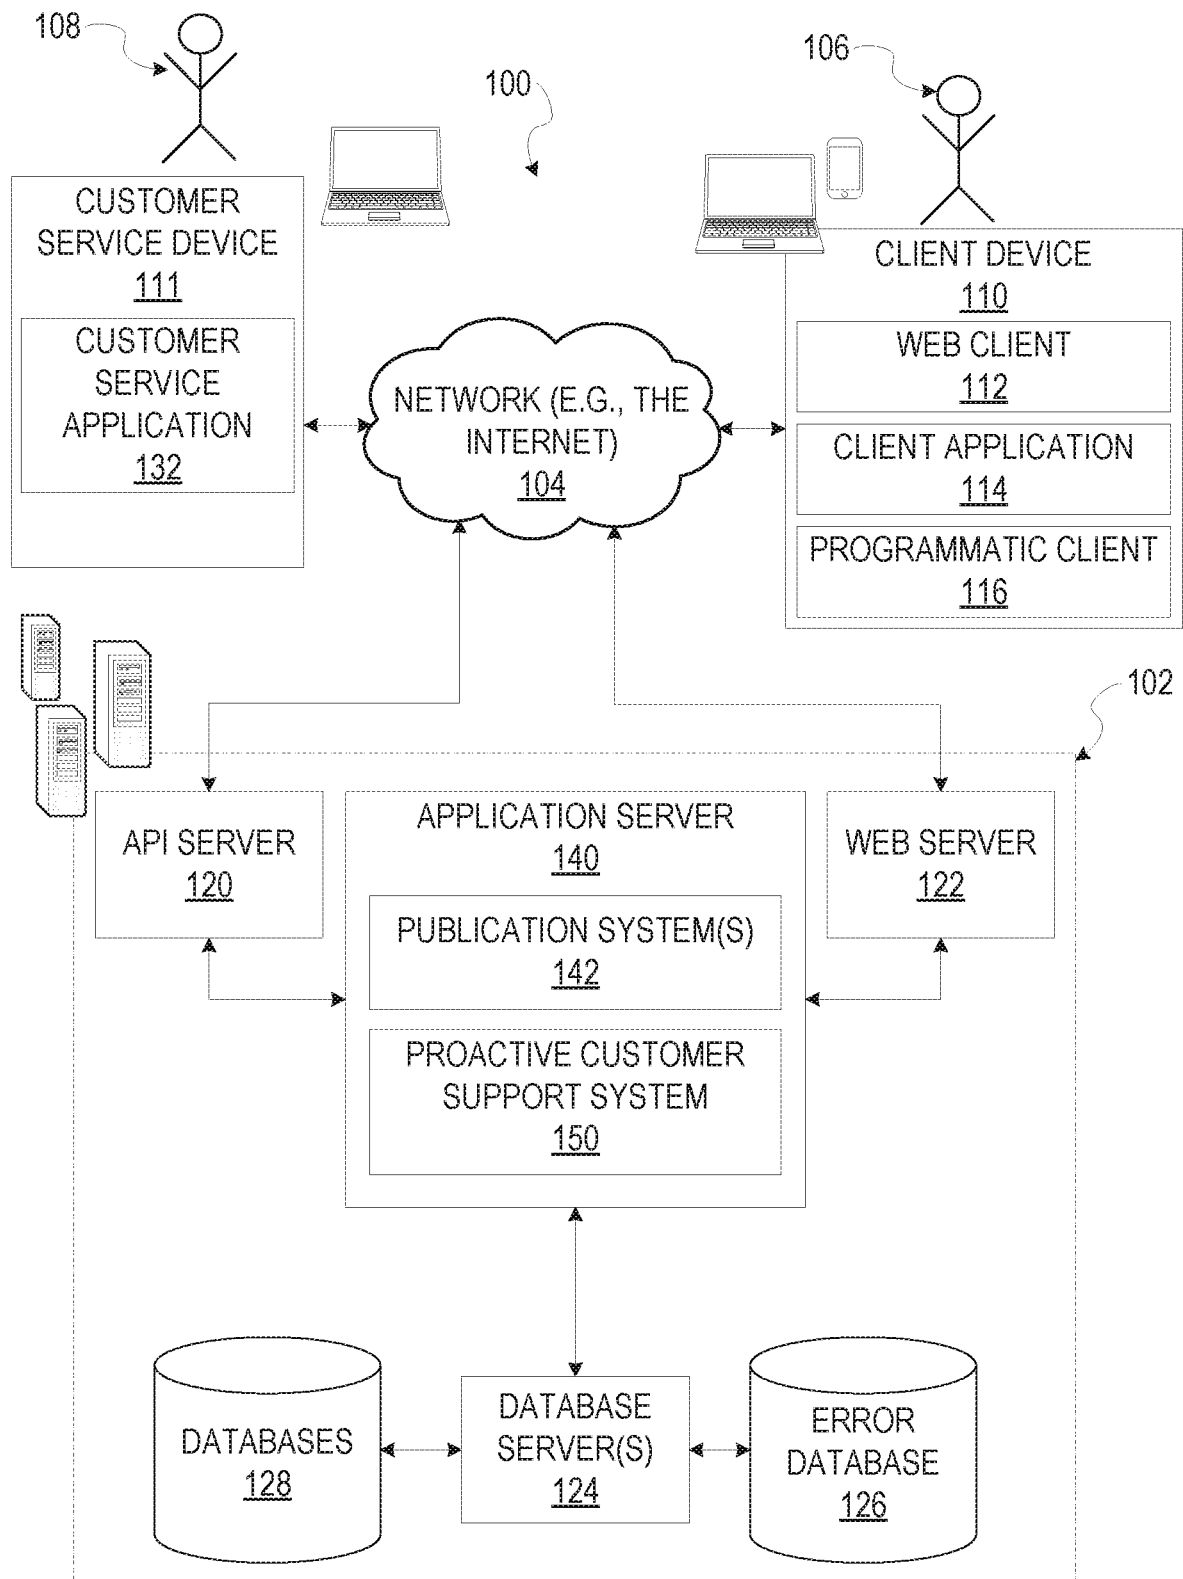 108
100
106
CUSTOMER
SERVICE DEVICE
111
CUSTOMER
SERVICE
APPLICATION
132
NETWORK (E.G., THE
INTERNET)
104
CLIENT DEVICE
110
WEB CLIENT
112
CLIENT APPLICATION
114
PROGRAMMATIC CLIENT
116
102
API SERVER
120
APPLICATION SERVER
140
PUBLICATION SYSTEM(S)
142
PROACTIVE CUSTOMER
SUPPORT SYSTEM
150
WEB SERVER
122
DATABASES
128
DATABASE
SERVER(S)
124
ERROR
DATABASE
126